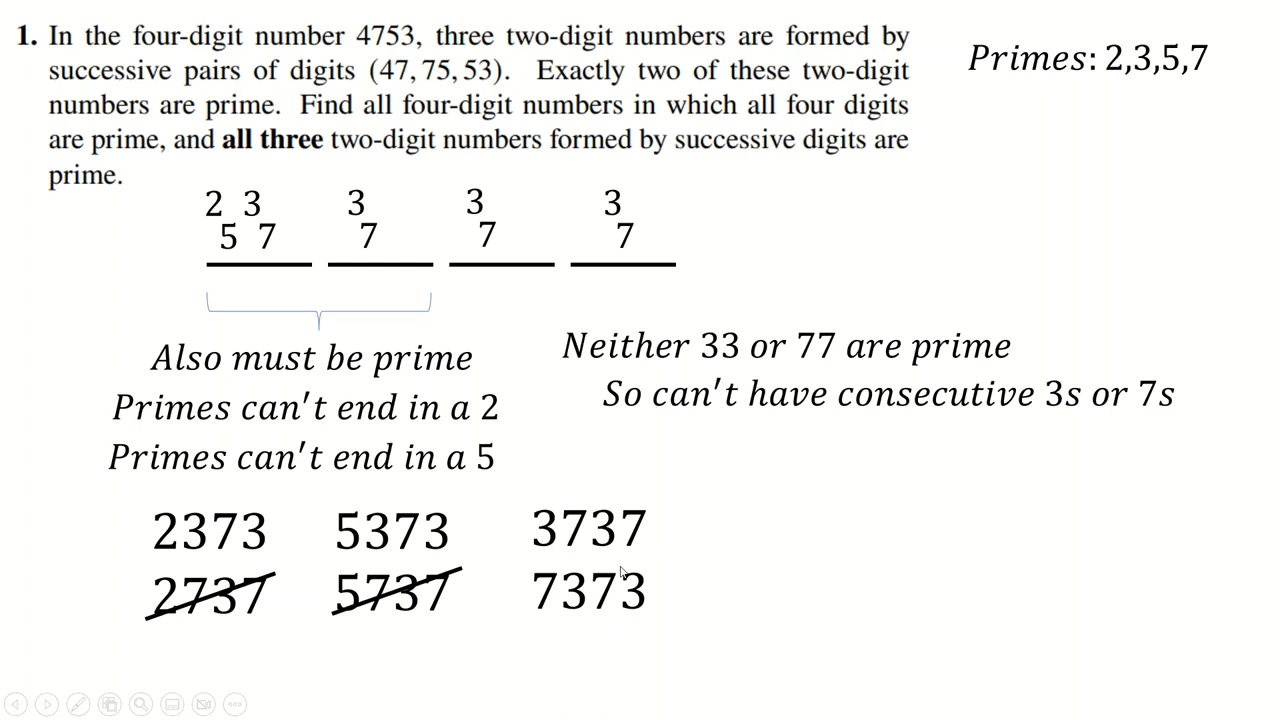 1. In the four-digit number 4753, three two-digit numbers are formed by
successive pairs of digits (47, 75, 53). Exactly two of these two-digit
numbers are prime. Find all four-digit numbers in which all four digits
are prime, and all three two-digit numbers formed by successive digits are
prime.
Primes: 2,3,5,7
2 3 3 3 3
5 7 7 7 7
Also must be prime
Primes can't end in a 2
Primes can't end in a 5
Neither 33 or 77 are prime
So can't have consecutive 3s or 7s
2373 5373 3737
2737 5737 7373